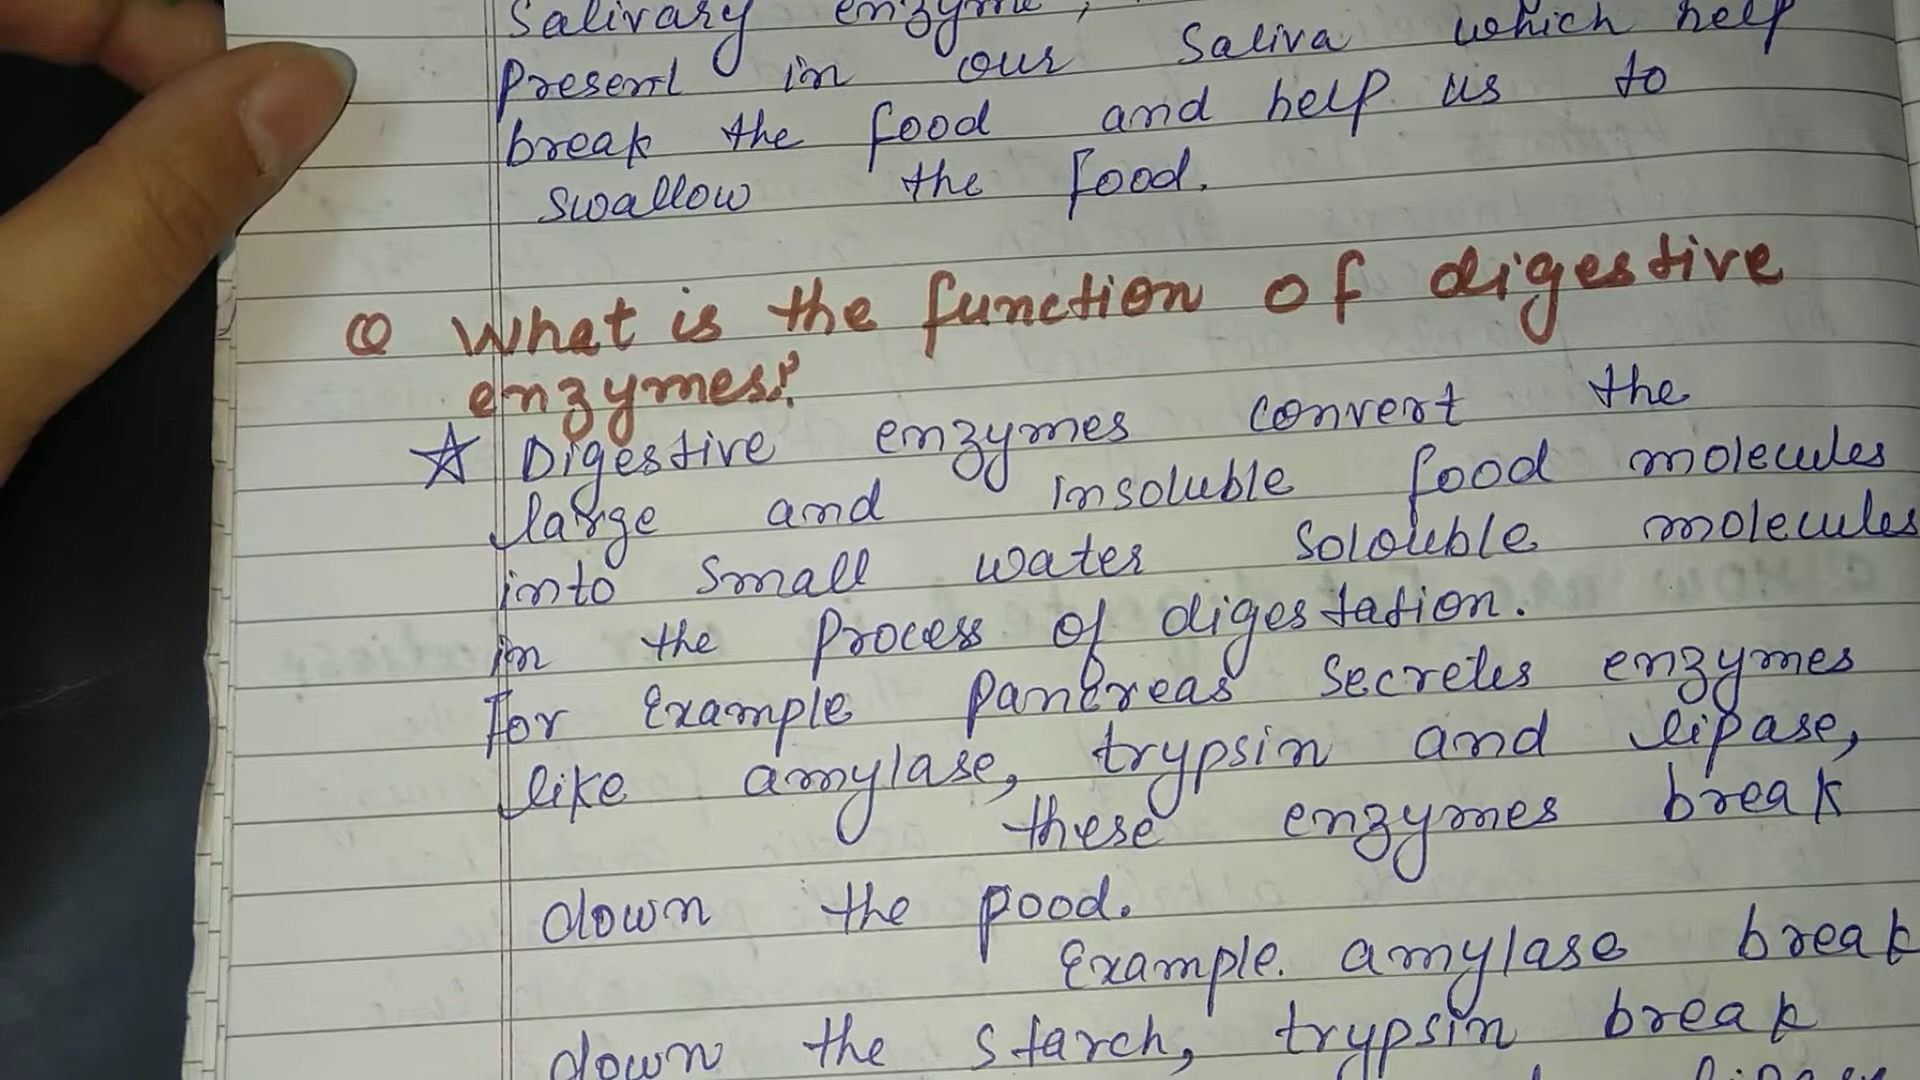 Salivary enzyme,
Present in our Saliva which help
break the food and help us to
swallow the food.
Q What is the function of digestive
enzymes?
☆ Digestive enzymes convert the
large and insoluble food molecules
into small water solouble molecules
in the process of digestation.
For Example pancreas secretes enzymes
like amylase, trypsin and lipase,
these enzymes break
down the pood.
Example. amylase break
down the starch, trypsin break